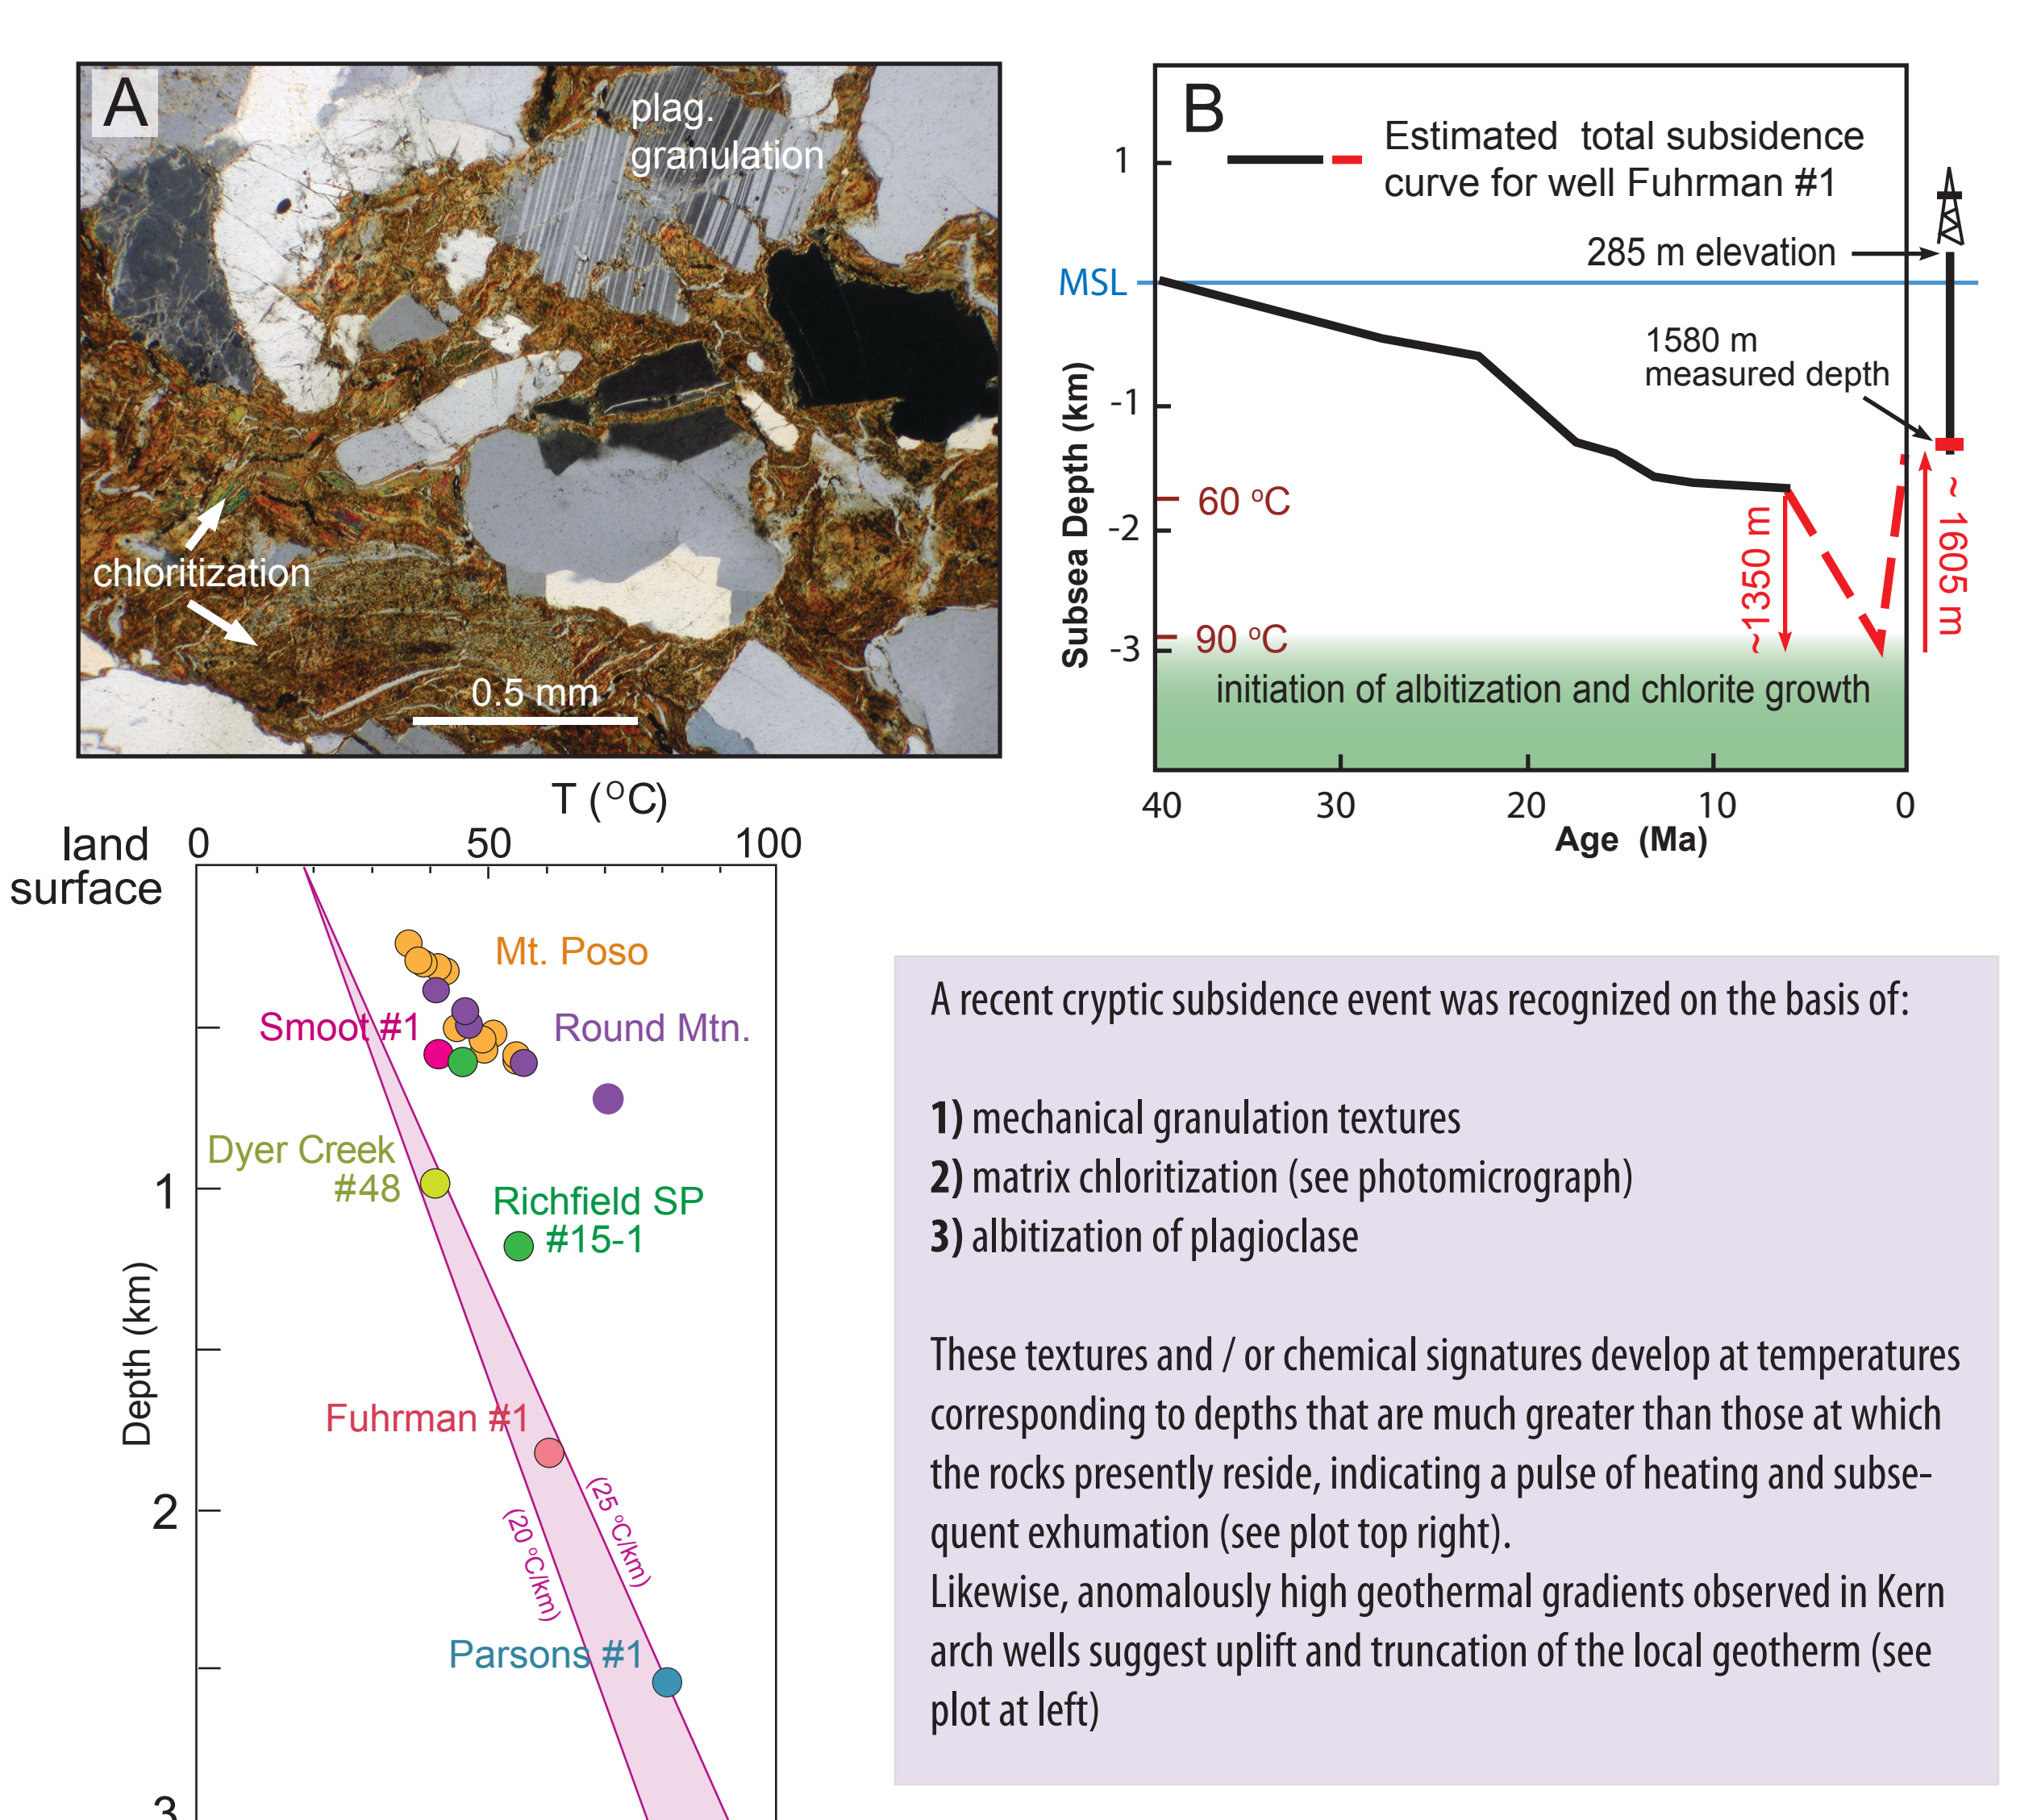 A
plag.
granulation
chloritization
0.5 mm
B
Estimated total subsidence
curve for well Fuhrman #1
285 m elevation
MSL
1580 m
measured depth
1
-1
-2
-3
Subsea Depth (km)
60 °C
90 °C
~1350 m
~ 1605 m
initiation of albitization and chlorite growth
40 30 20 10 0
Age (Ma)
T (°C)
land
surface
0 50 100
Mt. Poso
Smoot #1
Round Mtn.
Dyer Creek
#48
Richfield SP
#15-1
Fuhrman #1
(25 °C/km)
(20 °C/km)
Parsons #1
1
2
3
Depth (km)
A recent cryptic subsidence event was recognized on the basis of:
1) mechanical granulation textures
2) matrix chloritization (see photomicrograph)
3) albitization of plagioclase
These textures and / or chemical signatures develop at temperatures
corresponding to depths that are much greater than those at which
the rocks presently reside, indicating a pulse of heating and subse-
quent exhumation (see plot top right).
Likewise, anomalously high geothermal gradients observed in Kern
arch wells suggest uplift and truncation of the local geotherm (see
plot at left)